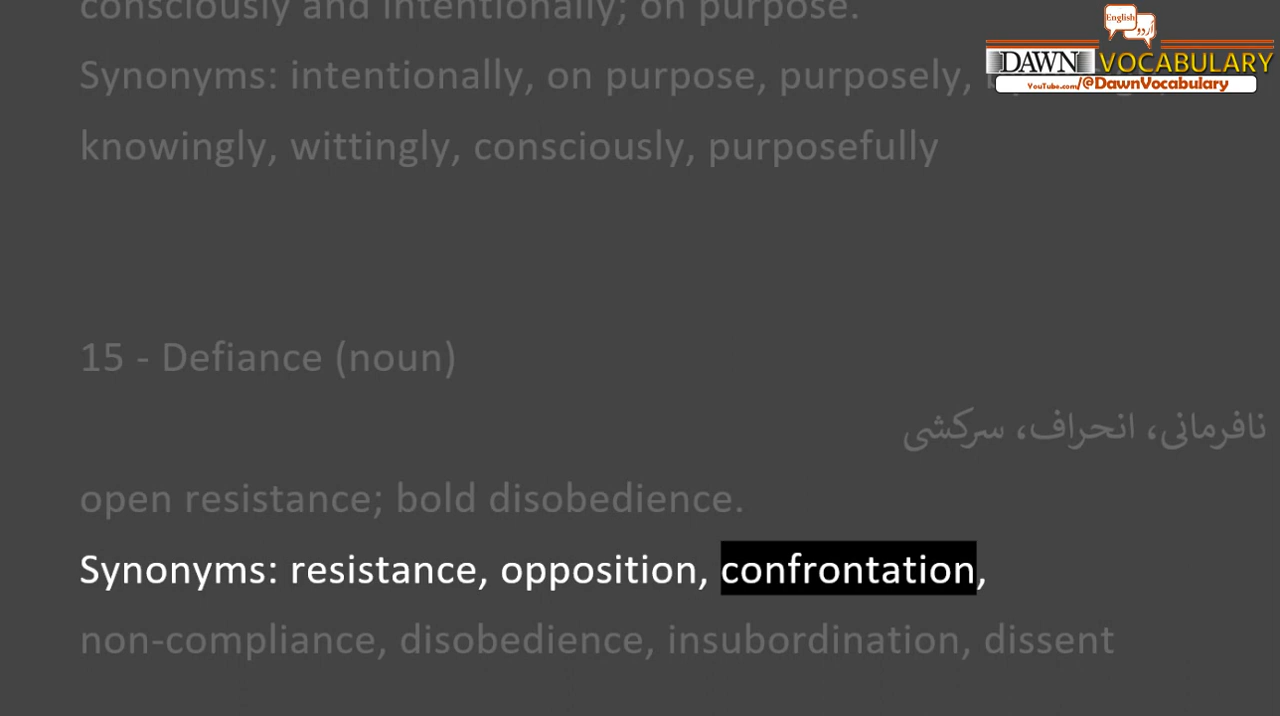 consciously and intentionally; on purpose.
English
اردو
DAWN VOCABULARY
YouTube.com/@DawnVocabulary
Synonyms: intentionally, on purpose, purposely,
knowingly, wittingly, consciously, purposefully
15 - Defiance (noun)
نافرمانی، انحراف، سرکشی
open resistance; bold disobedience.
Synonyms: resistance, opposition, confrontation,
non-compliance, disobedience, insubordination, dissent